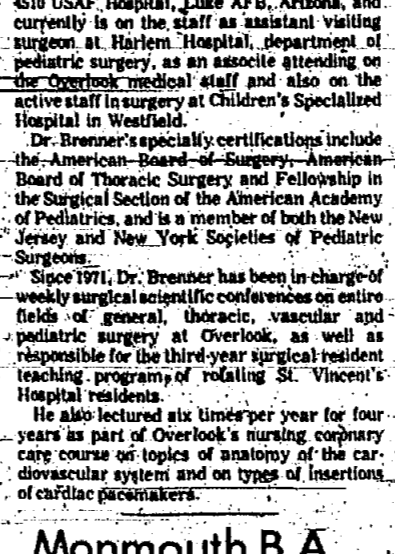 4510 USAF Hospital, Luke AFB, Arizona, and
currently is on the staff as assistant visiting
surgeon at Harlem Hospital, department of
pediatric surgery, as an associte attending on
the Overlook medical staff and also on the
active staff in surgery at Children's Specialized
Hospital in Westfield.
Dr. Brenner's specially certifications include
the American Board of Surgery, American
Board of Thoracic Surgery and Fellowship in
the Surgical Section of the American Academy
of Pediatrics, and is a member of both the New
Jersey and New York Societies of Pediatric
Surgeons.
Since 1971, Dr. Brenner has been in charge of
weekly surgical scientific conferences on entire
fields of general, thoracic, vascular and
pediatric surgery at Overlook, as well as
responsible for the third-year surgical resident
teaching program of rotating St. Vincent's
Hospital residents.
He also lectured six times per year for four
years as part of Overlook's nursing coronary
care course on topics of anatomy of the car-
diovascular system and on types of insertions
of cardiac pacemakers.
Monmouth B.A.